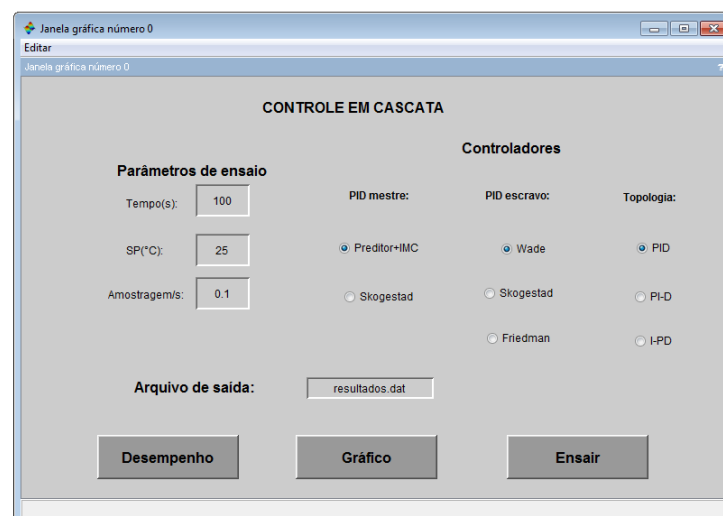 Janela gráfica número 0
Editar
Janela gráfica número 0
?
CONTROLE EM CASCATA
Controladores
Parâmetros de ensaio
PID mestre:
PID escravo:
Topologia:
Tempo(s):
100
SP(°C):
25
Preditor+IMC
Wade
PID
Amostragem/s:
0.1
Skogestad
Skogestad
PI-D
Friedman
I-PD
Arquivo de saída:
resultados.dat
Desempenho
Gráfico
Ensair